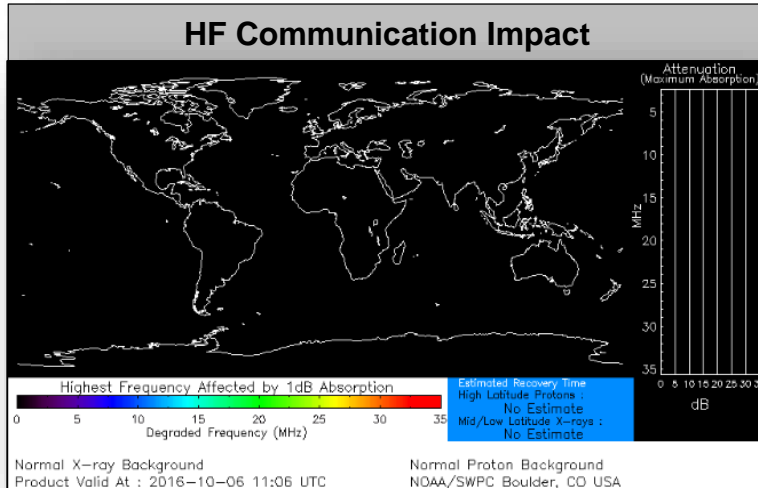 HF Communication Impact
Attenuation
(Maximum Absorption)
5
10
15
20
25
30
35
MHz
0 5 10 15 20 25 30
dB
Highest Frequency Affected by 1dB Absorption
0 5 10 15 20 25 30 35
Degraded Frequency (MHz)
Estimated Recovery Time
High Latitude Protons :
No Estimate
Mid/Low Latitude X-rays :
No Estimate
Normal X-ray Background
Product Valid At : 2016-10-06 11:06 UTC
Normal Proton Background
NOAA/SWPC Boulder, CO USA